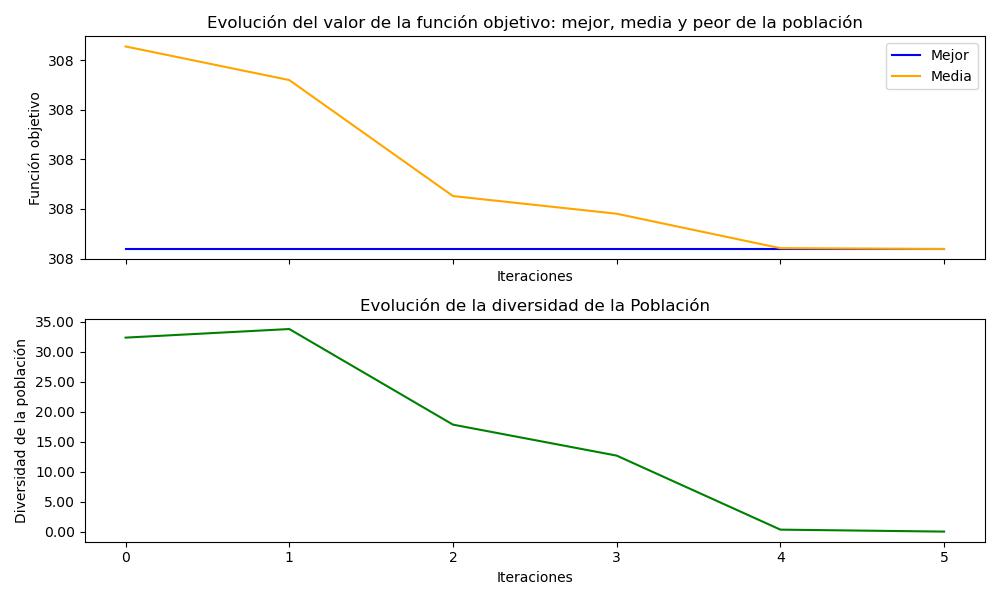 Evolución del valor de la función objetivo: mejor, media y peor de la población
308
308
308
308
308
Función objetivo
Mejor
Media
Iteraciones
Evolución de la diversidad de la Población
35.00
30.00
25.00
20.00
15.00
10.00
5.00
0.00
Diversidad de la población
0 1 2 3 4 5
Iteraciones